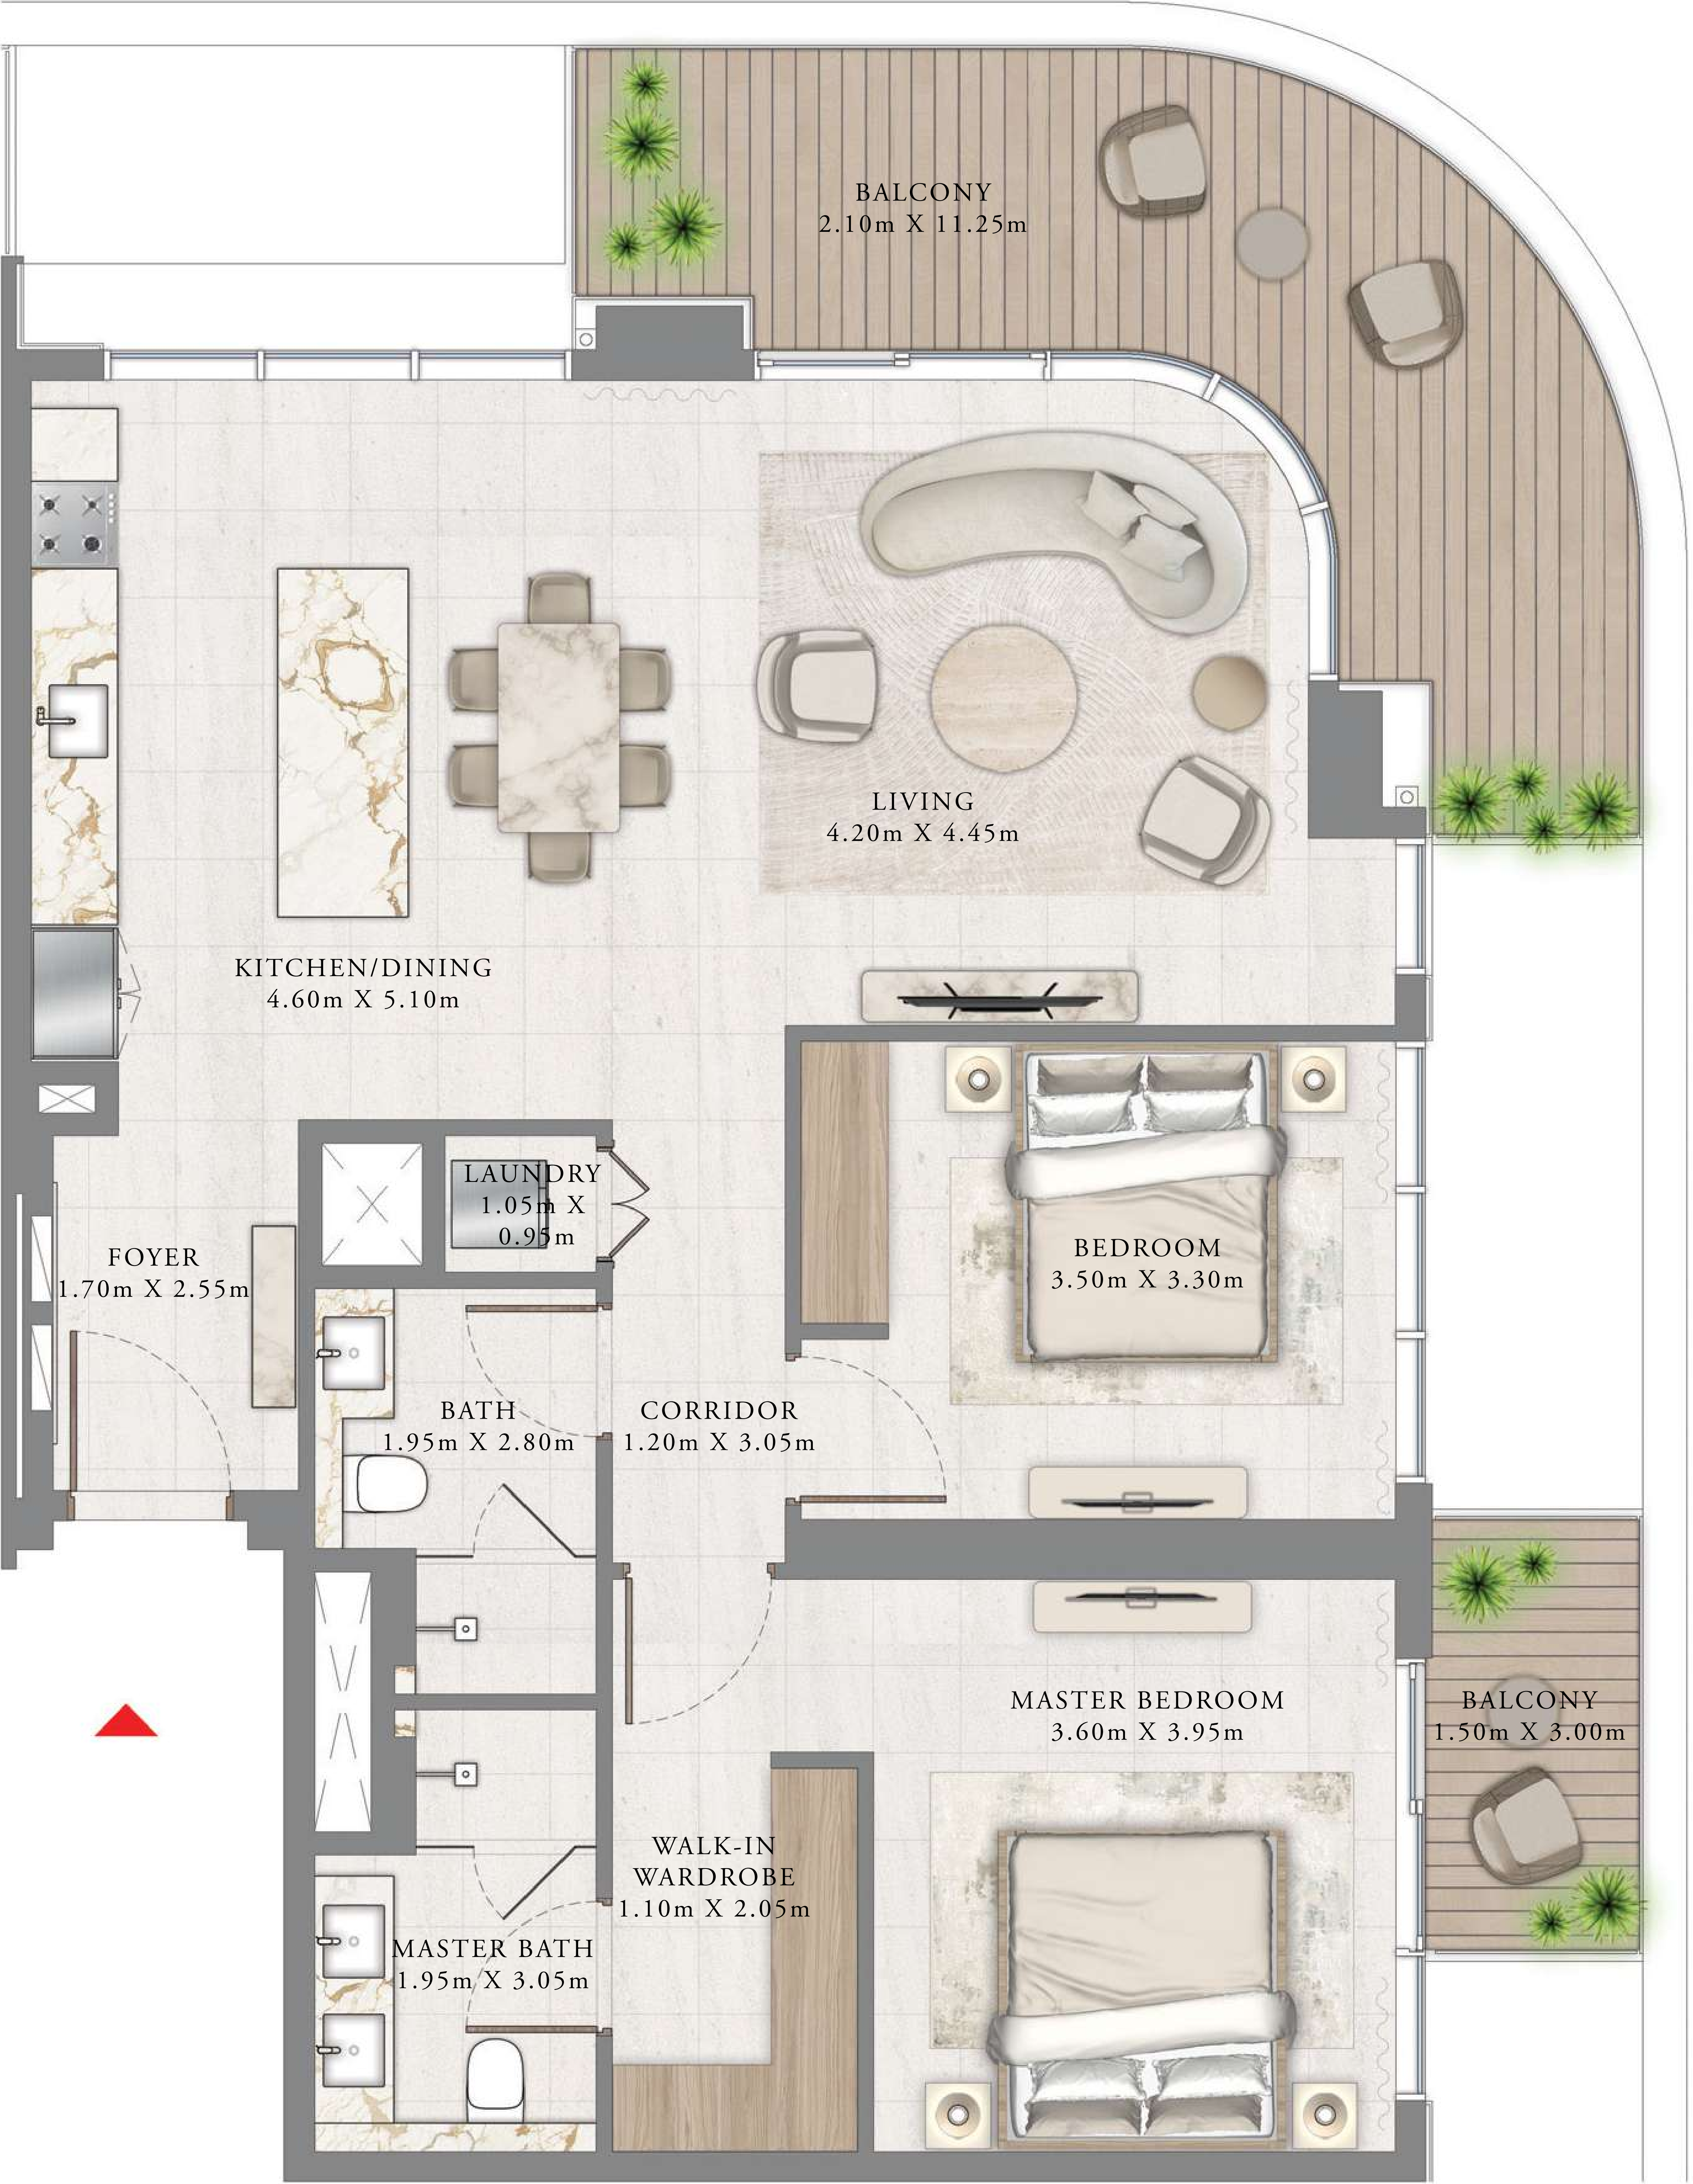 BALCONY
2.10m X 11.25m
LIVING
4.20m X 4.45m
KITCHEN/DINING
4.60m X 5.10m
LAUNDRY
1.05m X
0.95m
FOYER
1.70m X 2.55m
BEDROOM
3.50m X 3.30m
BATH
1.95m X 2.80m
CORRIDOR
1.20m X 3.05m
MASTER BEDROOM
3.60m X 3.95m
BALCONY
1.50m X 3.00m
WALK-IN
WARDROBE
1.10m X 2.05m
MASTER BATH
1.95m X 3.05m